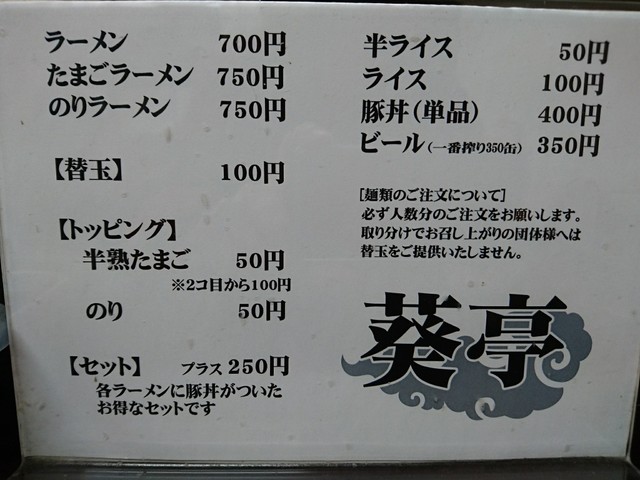 ラーメン 700円
たまごラーメン 750円
のりラーメン 750円
【替玉】 100円
【トッピング】
半熟たまご 50円
※2コ目から100円
のり 50円
【セット】 プラス 250円
各ラーメンに豚丼がついた
お得なセットです
半ライス 50円
ライス 100円
豚丼(単品) 400円
ビール(一番搾り350缶) 350円
[麺類のご注文について]
必ず人数分のご注文をお願いします。
取り分けでお召し上がりの団体様へは
替玉をご提供いたしません。
葵亭